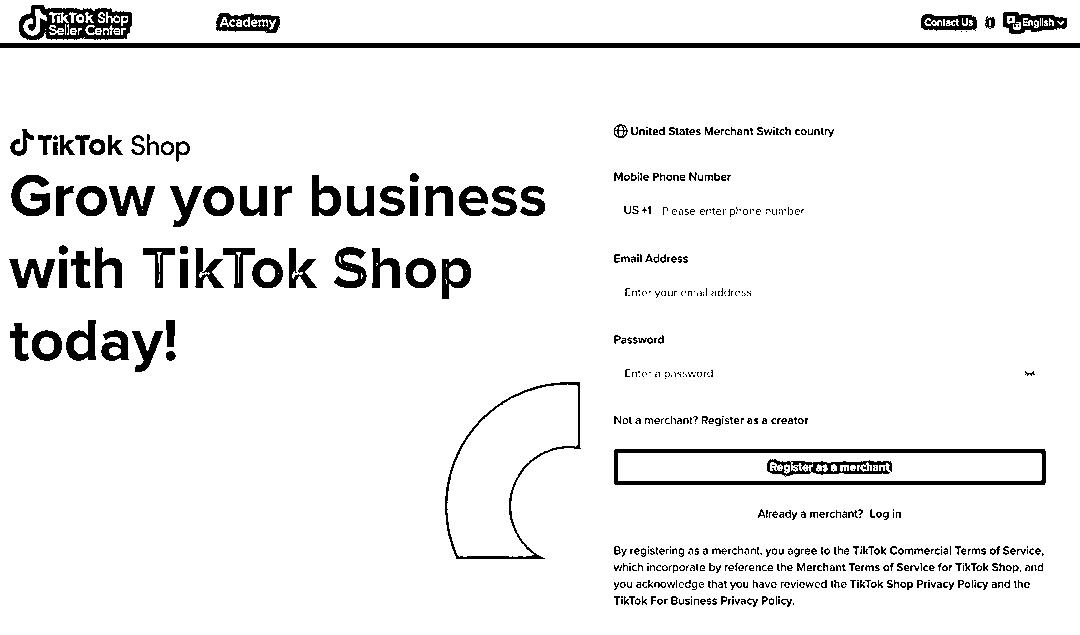 TikTok Shop
Seller Center
Academy
Contact Us
English
TikTok Shop
Grow your business
with TikTok Shop
today!
United States Merchant Switch country
Mobile Phone Number
US +1 Please enter phone number
Email Address
Enter your email address
Password
Enter a password
Not a merchant? Register as a creator
Register as a merchant
Already a merchant? Log in
By registering as a merchant, you agree to the TikTok Commercial Terms of Service,
which incorporate by reference the Merchant Terms of Service for TikTok Shop, and
you acknowledge that you have reviewed the TikTok Shop Privacy Policy and the
TikTok For Business Privacy Policy.